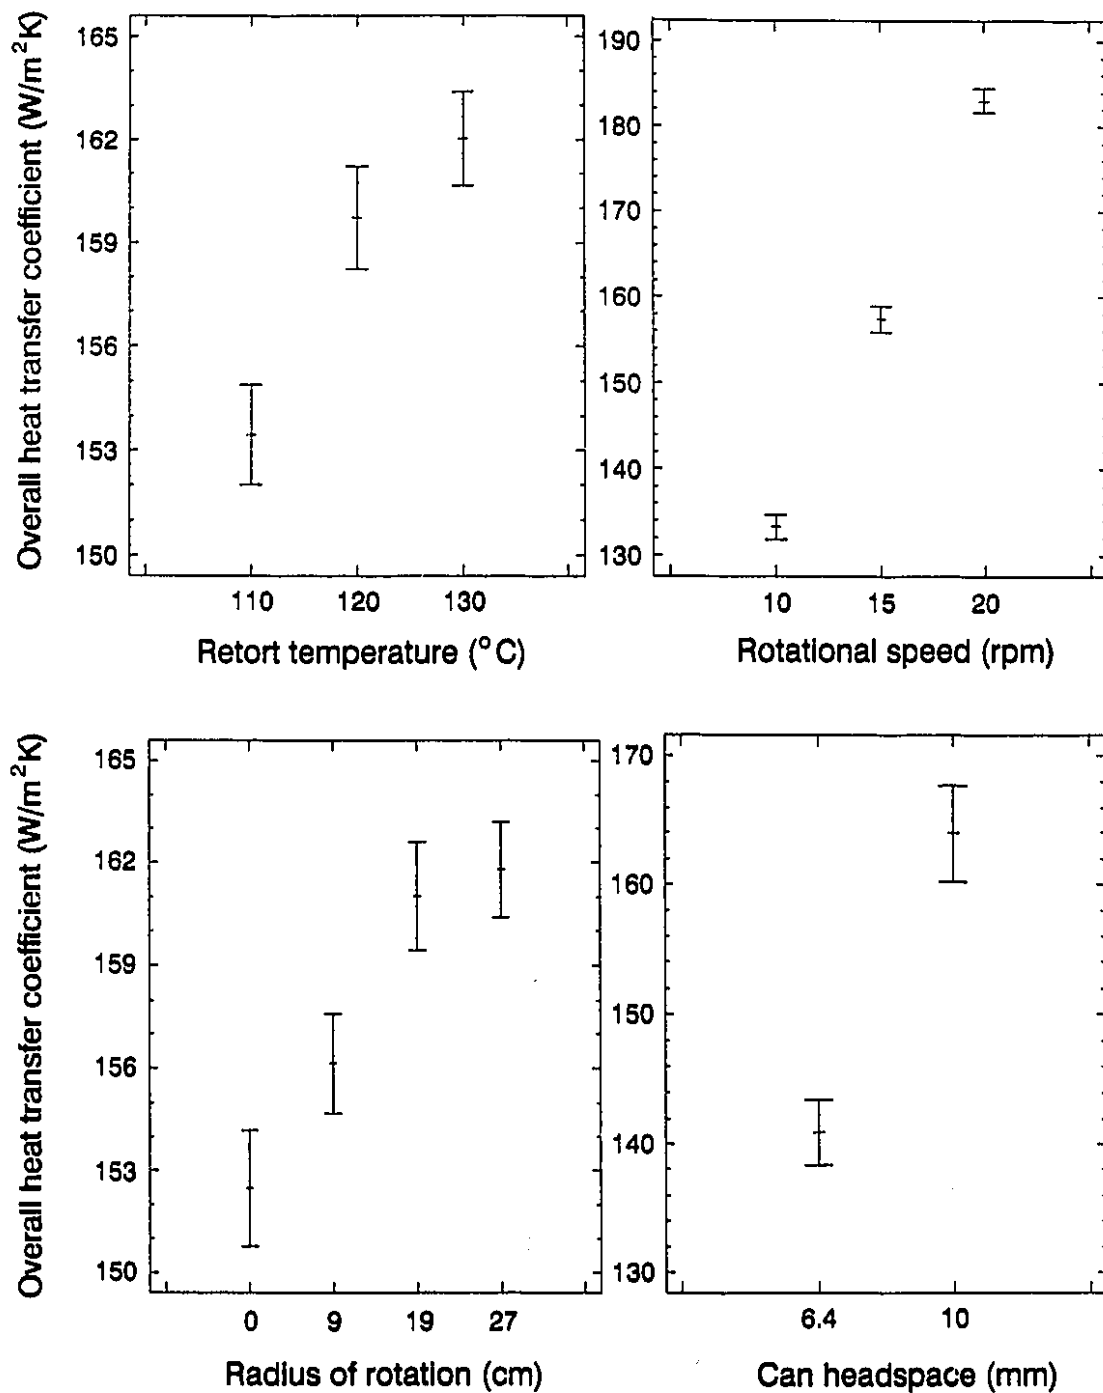 Overall heat transfer coefficient (W/m²K)
165
162
159
156
153
150
110 120 130
Retort temperature (°C)
190
180
170
160
150
140
130
10 15 20
Rotational speed (rpm)
Overall heat transfer coefficient (W/m²K)
165
162
159
156
153
150
0 9 19 27
Radius of rotation (cm)
170
160
150
140
130
6.4 10
Can headspace (mm)